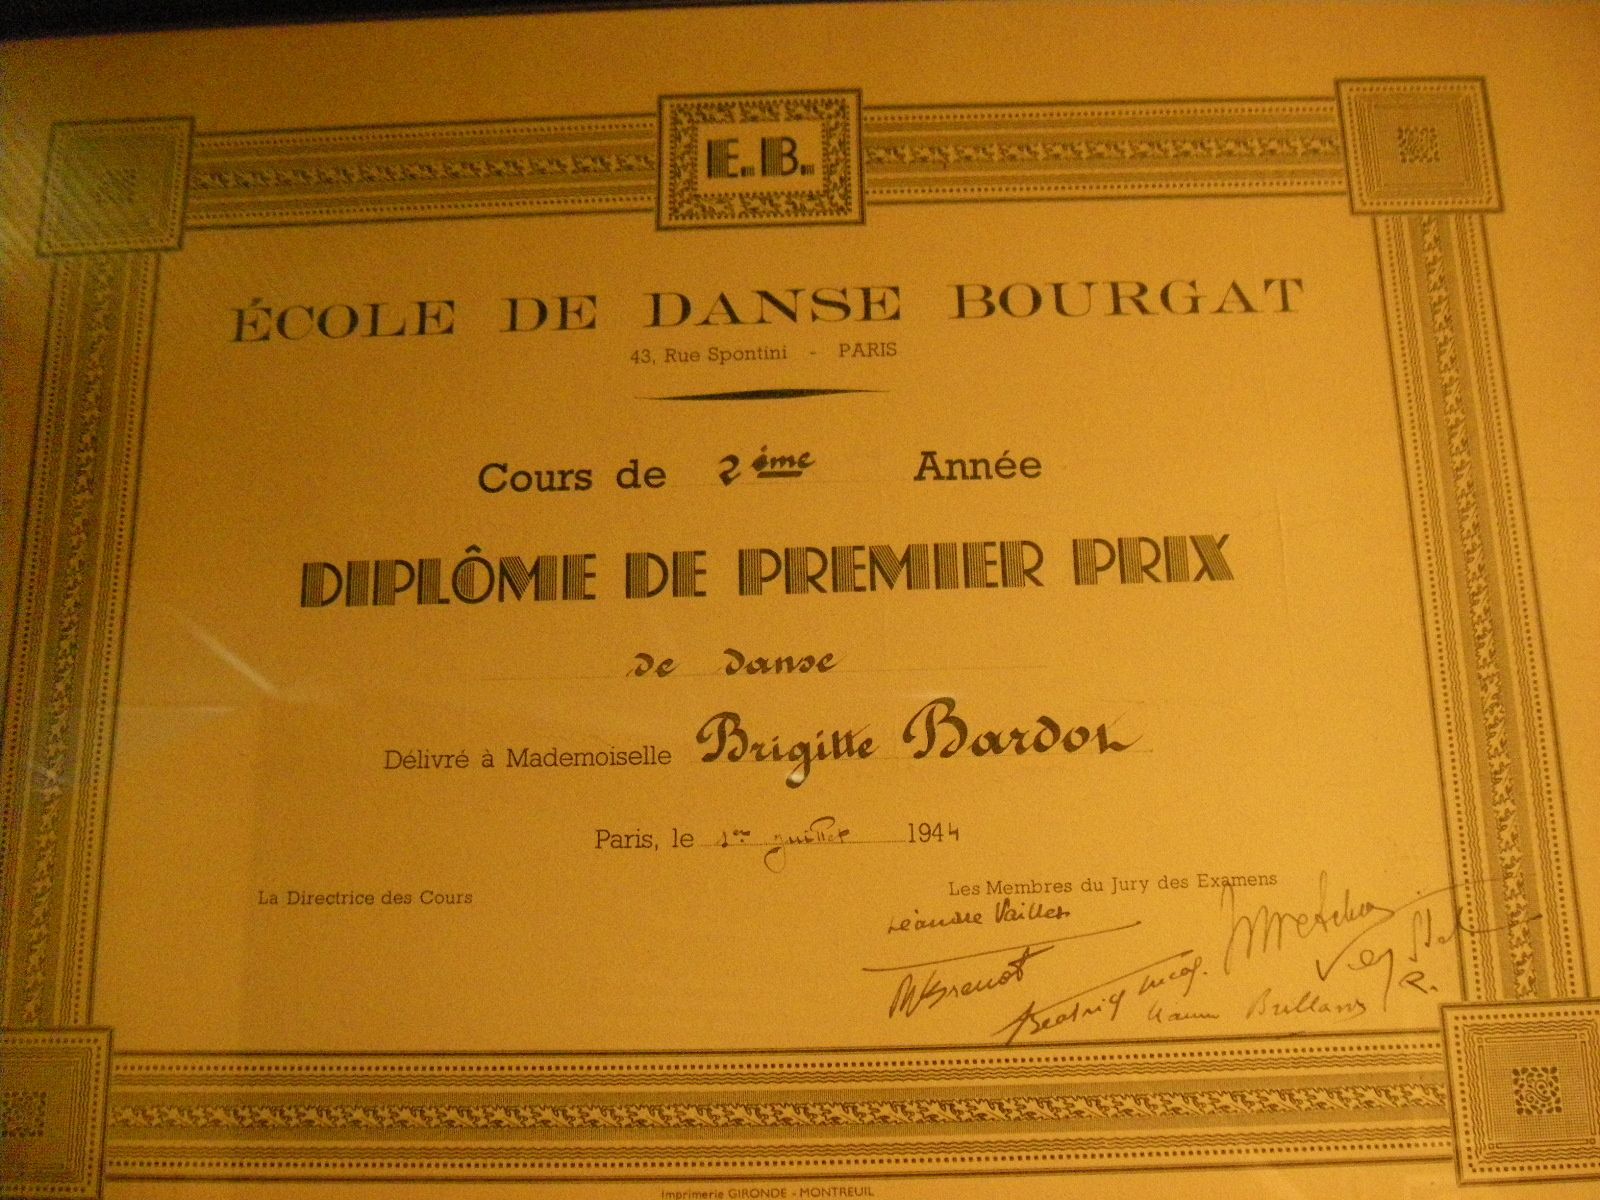 E.B.
ÉCOLE DE DANSE BOURGAT
43, Rue Spontini - PARIS
Cours de 2ème Année
DIPLÔME DE PREMIER PRIX
de danse
Délivré à Mademoiselle Brigitte Bardot
Paris, le 1er juillet 1944
La Directrice des Cours
Les Membres du Jury des Examens
Léandre Vaillat
Imprimerie GIRONDE - MONTREUIL